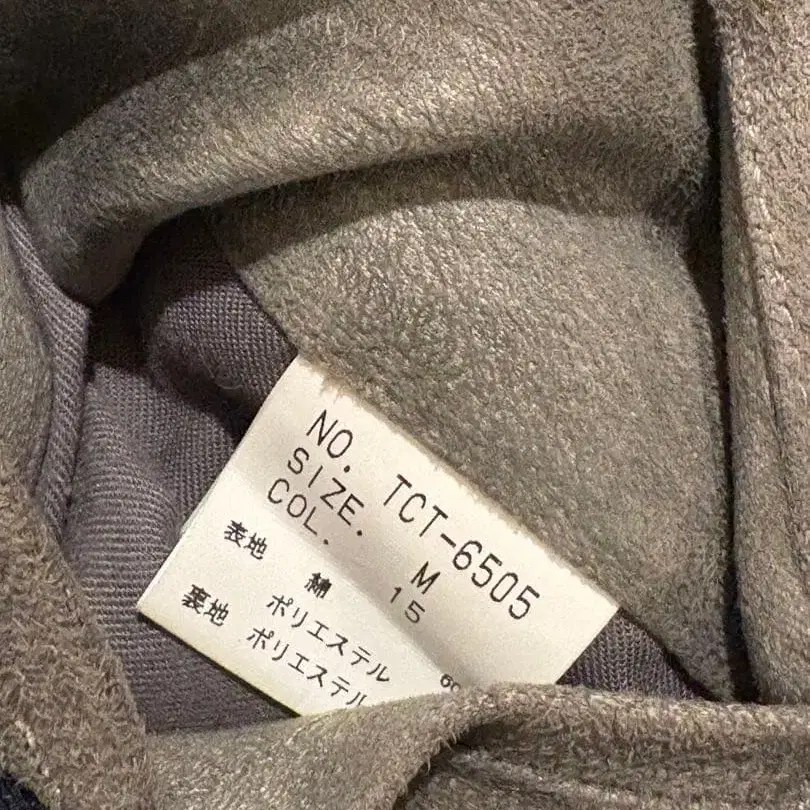 NO. TCT-6505
SIZE. M
COL. 15
表地 綿 60
ポリエステル
裏地 ポリエステル